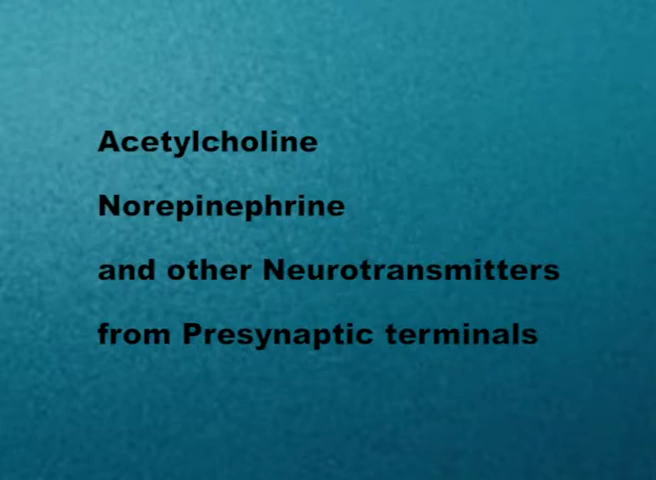 Acetylcholine
Norepinephrine
and other Neurotransmitters
from Presynaptic terminals